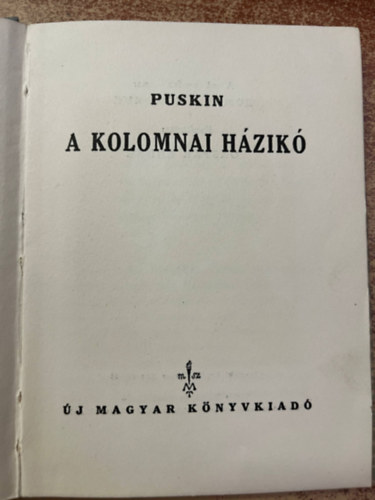 PUSKIN
A KOLOMNAI HÁZIKÓ
ÚJ MAGYAR KÖNYVKIADÓ